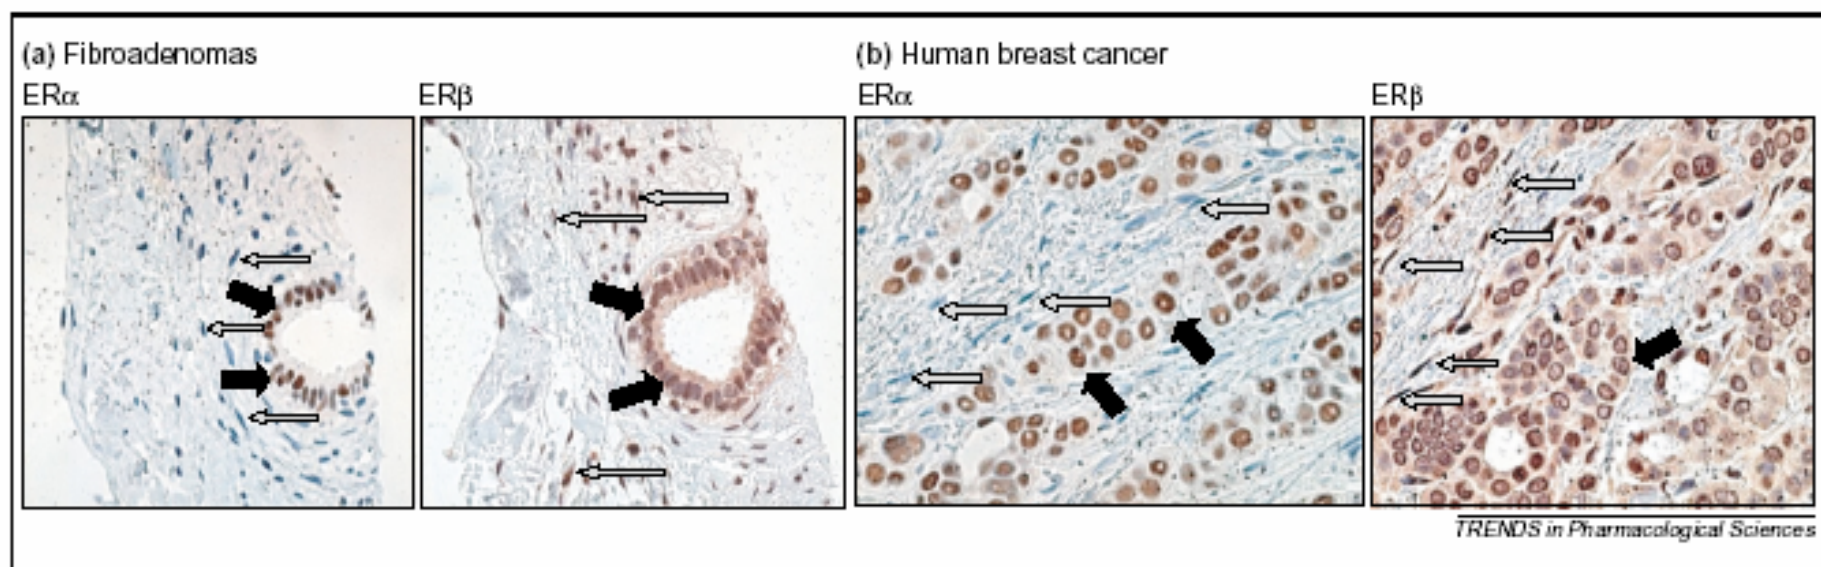 (a) Fibroadenomas
ERα
ERβ
(b) Human breast cancer
ERα
ERβ
TRENDS in Pharmacological Sciences